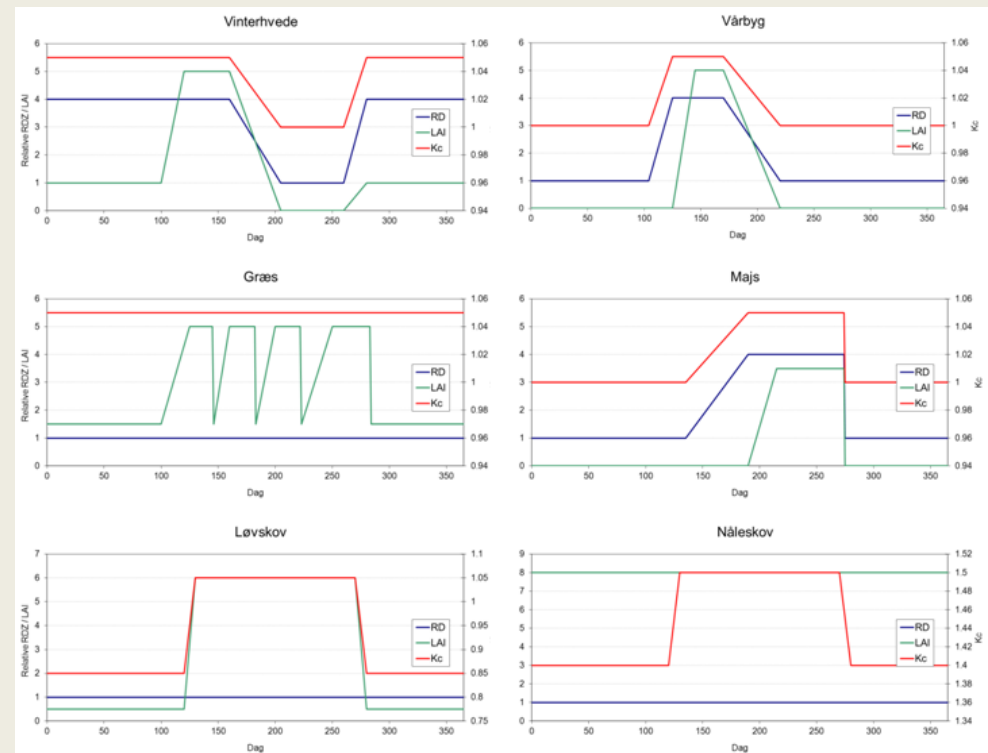 Vinterhvede
Relative RDZ / LAI
6
5
4
3
2
1
0
1.06
1.04
1.02
1
0.98
0.96
0.94
RD
LAI
Kc
0 50 100 150 200 250 300 350
Dag
Vårbyg
6
5
4
3
2
1
0
1.06
1.04
1.02
1
0.98
0.96
0.94
Kc
RD
LAI
Kc
0 50 100 150 200 250 300 350
Dag
Græs
Relative RDZ / LAI
6
5
4
3
2
1
0
1.06
1.04
1.02
1
0.98
0.96
0.94
RD
LAI
Kc
0 50 100 150 200 250 300 350
Dag
Majs
6
5
4
3
2
1
0
1.06
1.04
1.02
1
0.98
0.96
0.94
Kc
RD
LAI
Kc
0 50 100 150 200 250 300 350
Dag
Løvskov
Relative RDZ / LAI
7
6
5
4
3
2
1
0
1.1
1.05
1
0.95
0.9
0.85
0.8
0.75
RD
LAI
Kc
0 50 100 150 200 250 300 350
Dag
Nåleskov
9
8
7
6
5
4
3
2
1
0
1.52
1.5
1.48
1.46
1.44
1.42
1.40
1.38
1.36
1.34
Kc
RD
LAI
Kc
0 50 100 150 200 250 300 350
Dag